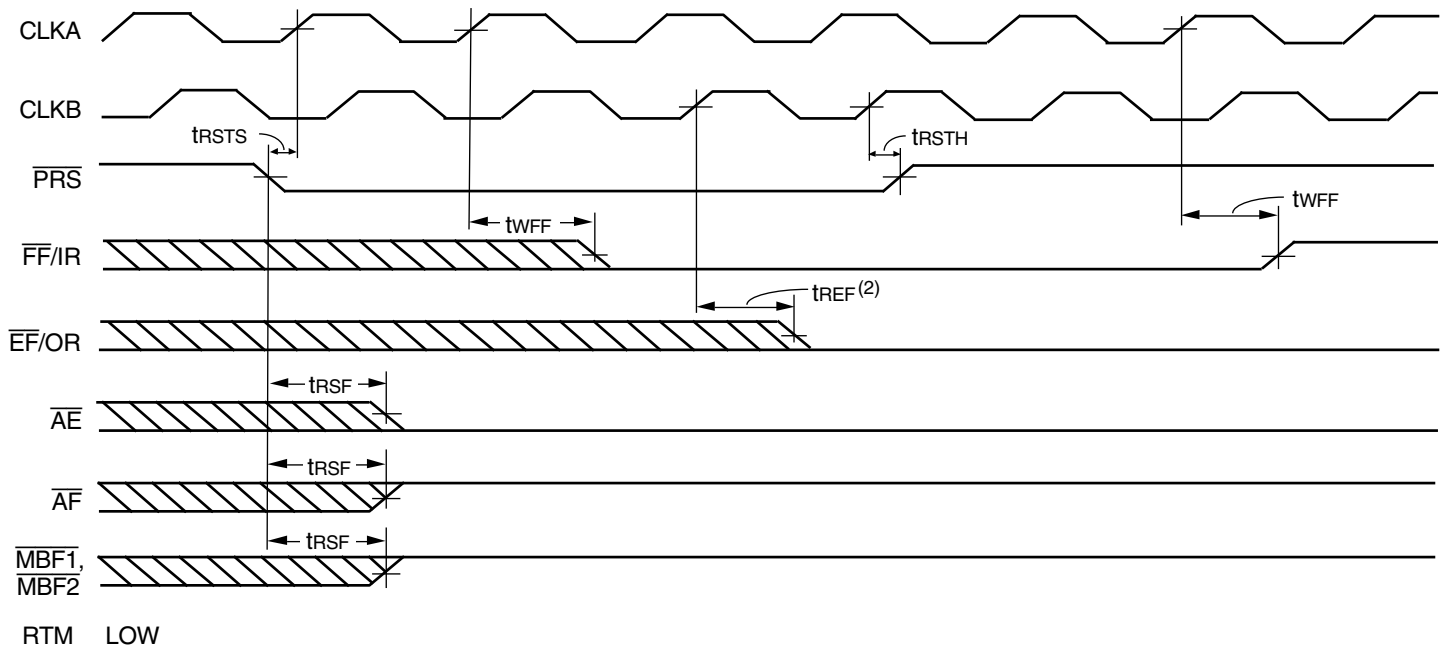 CLKA
CLKB
tRSTS
tRSTH
PRS
tWFF
tWFF
FF/IR
tREF(2)
EF/OR
tRSF
AE
tRSF
AF
tRSF
MBF1,
MBF2
RTM LOW